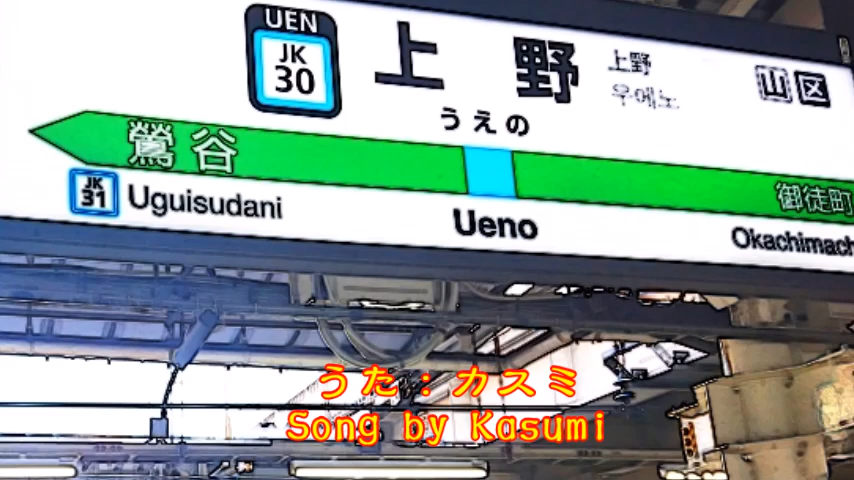 UEN
JK
30
上野
上野
우에노
山区
うえの
鶯谷
御徒町
JK
31
Uguisudani
Ueno
Okachimach
うた：カスミ
Song by Kasumi